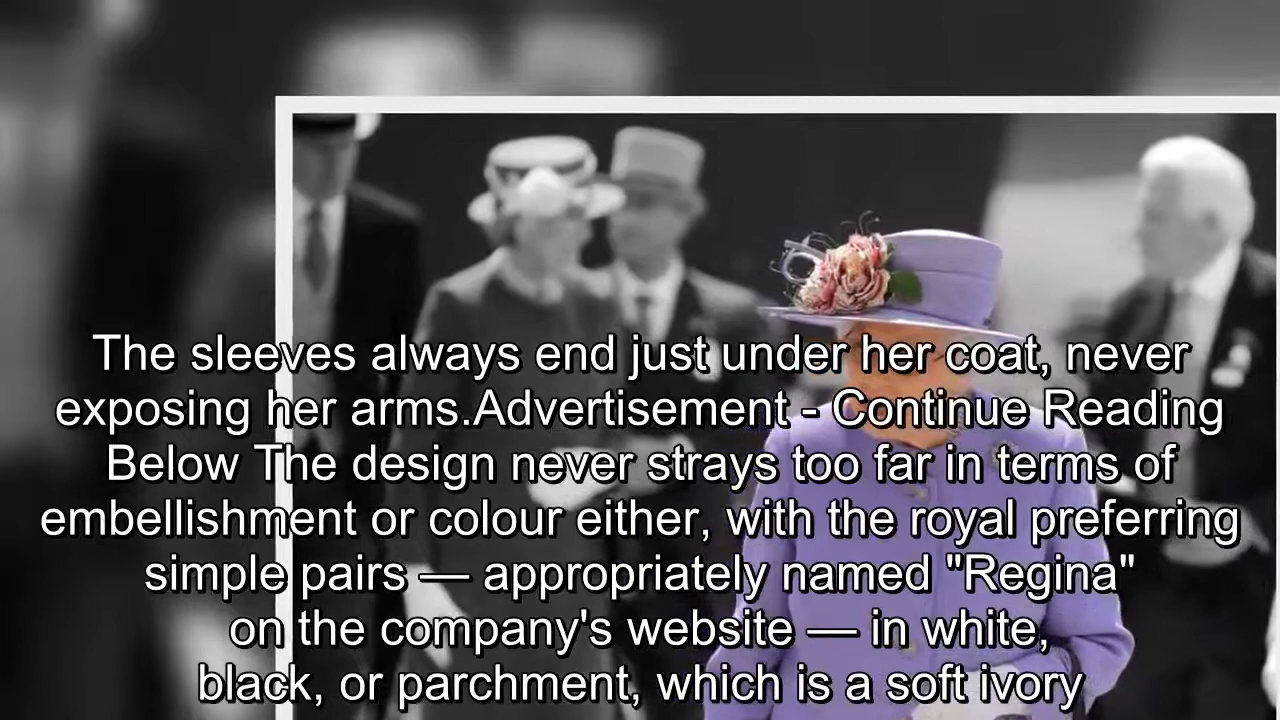 The sleeves always end just under her coat, never
exposing her arms.Advertisement - Continue Reading
Below The design never strays too far in terms of
embellishment or colour either, with the royal preferring
simple pairs — appropriately named "Regina"
on the company's website — in white,
black, or parchment, which is a soft ivory